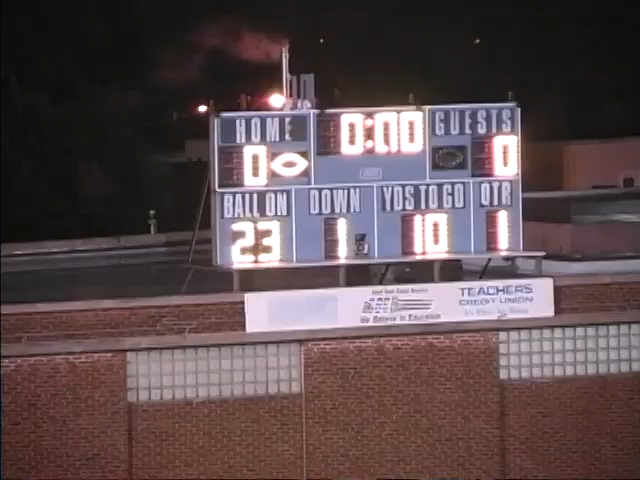 HOME 0:00 GUESTS
0 0
BALL ON DOWN YDS TO GO QTR
23 1 10 1
TEACHERS
CREDIT UNION
We Believe in Education